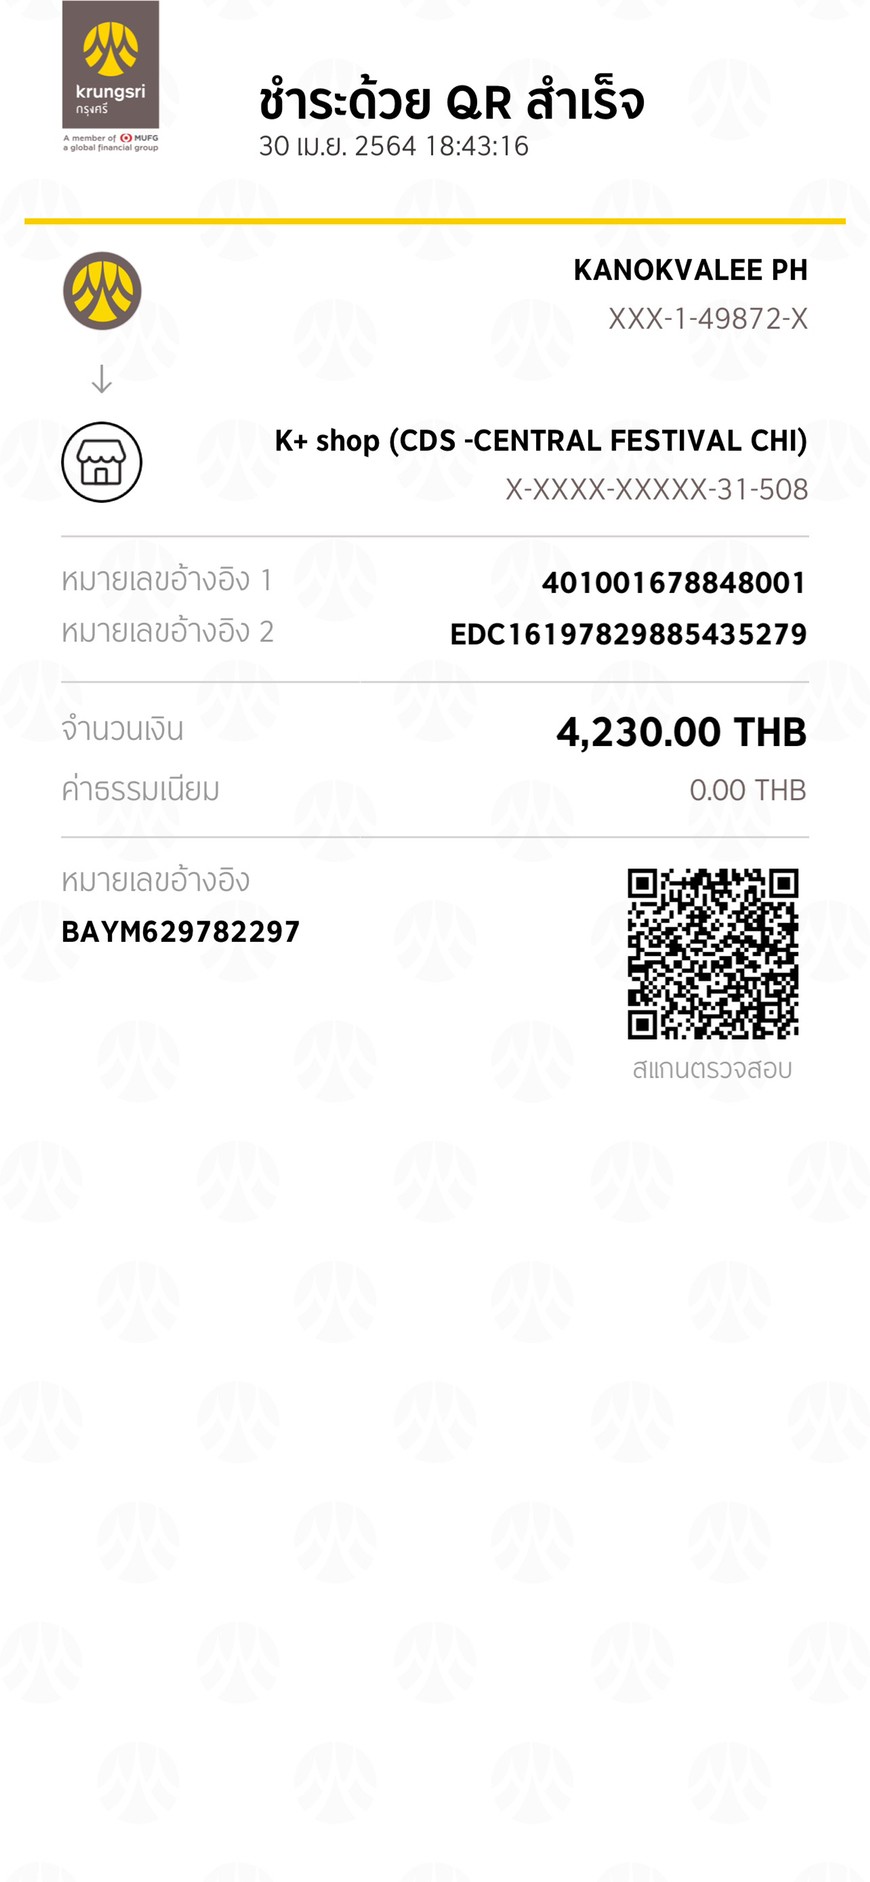 krungsri
กรุงศรี
A member of MUFG
a global financial group
ชำระด้วย QR สำเร็จ
30 เม.ย. 2564 18:43:16
KANOKVALEE PH
XXX-1-49872-X
K+ shop (CDS -CENTRAL FESTIVAL CHI)
X-XXXX-XXXXX-31-508
หมายเลขอ้างอิง 1 401001678848001
หมายเลขอ้างอิง 2 EDC16197829885435279
จำนวนเงิน 4,230.00 THB
ค่าธรรมเนียม 0.00 THB
หมายเลขอ้างอิง
BAYM629782297
สแกนตรวจสอบ